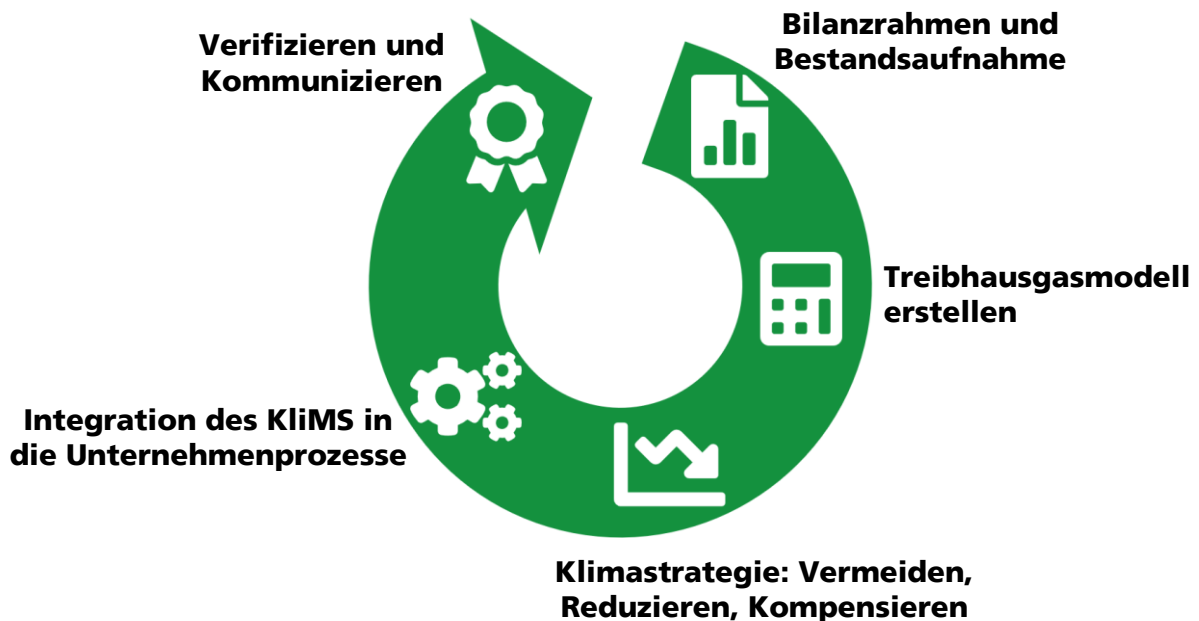 Bilanzrahmen und
Bestandsaufnahme
Treibhausgasmodell
erstellen
Klimastrategie: Vermeiden,
Reduzieren, Kompensieren
Integration des KliMS in
die Unternehmenprozesse
Verifizieren und
Kommunizieren